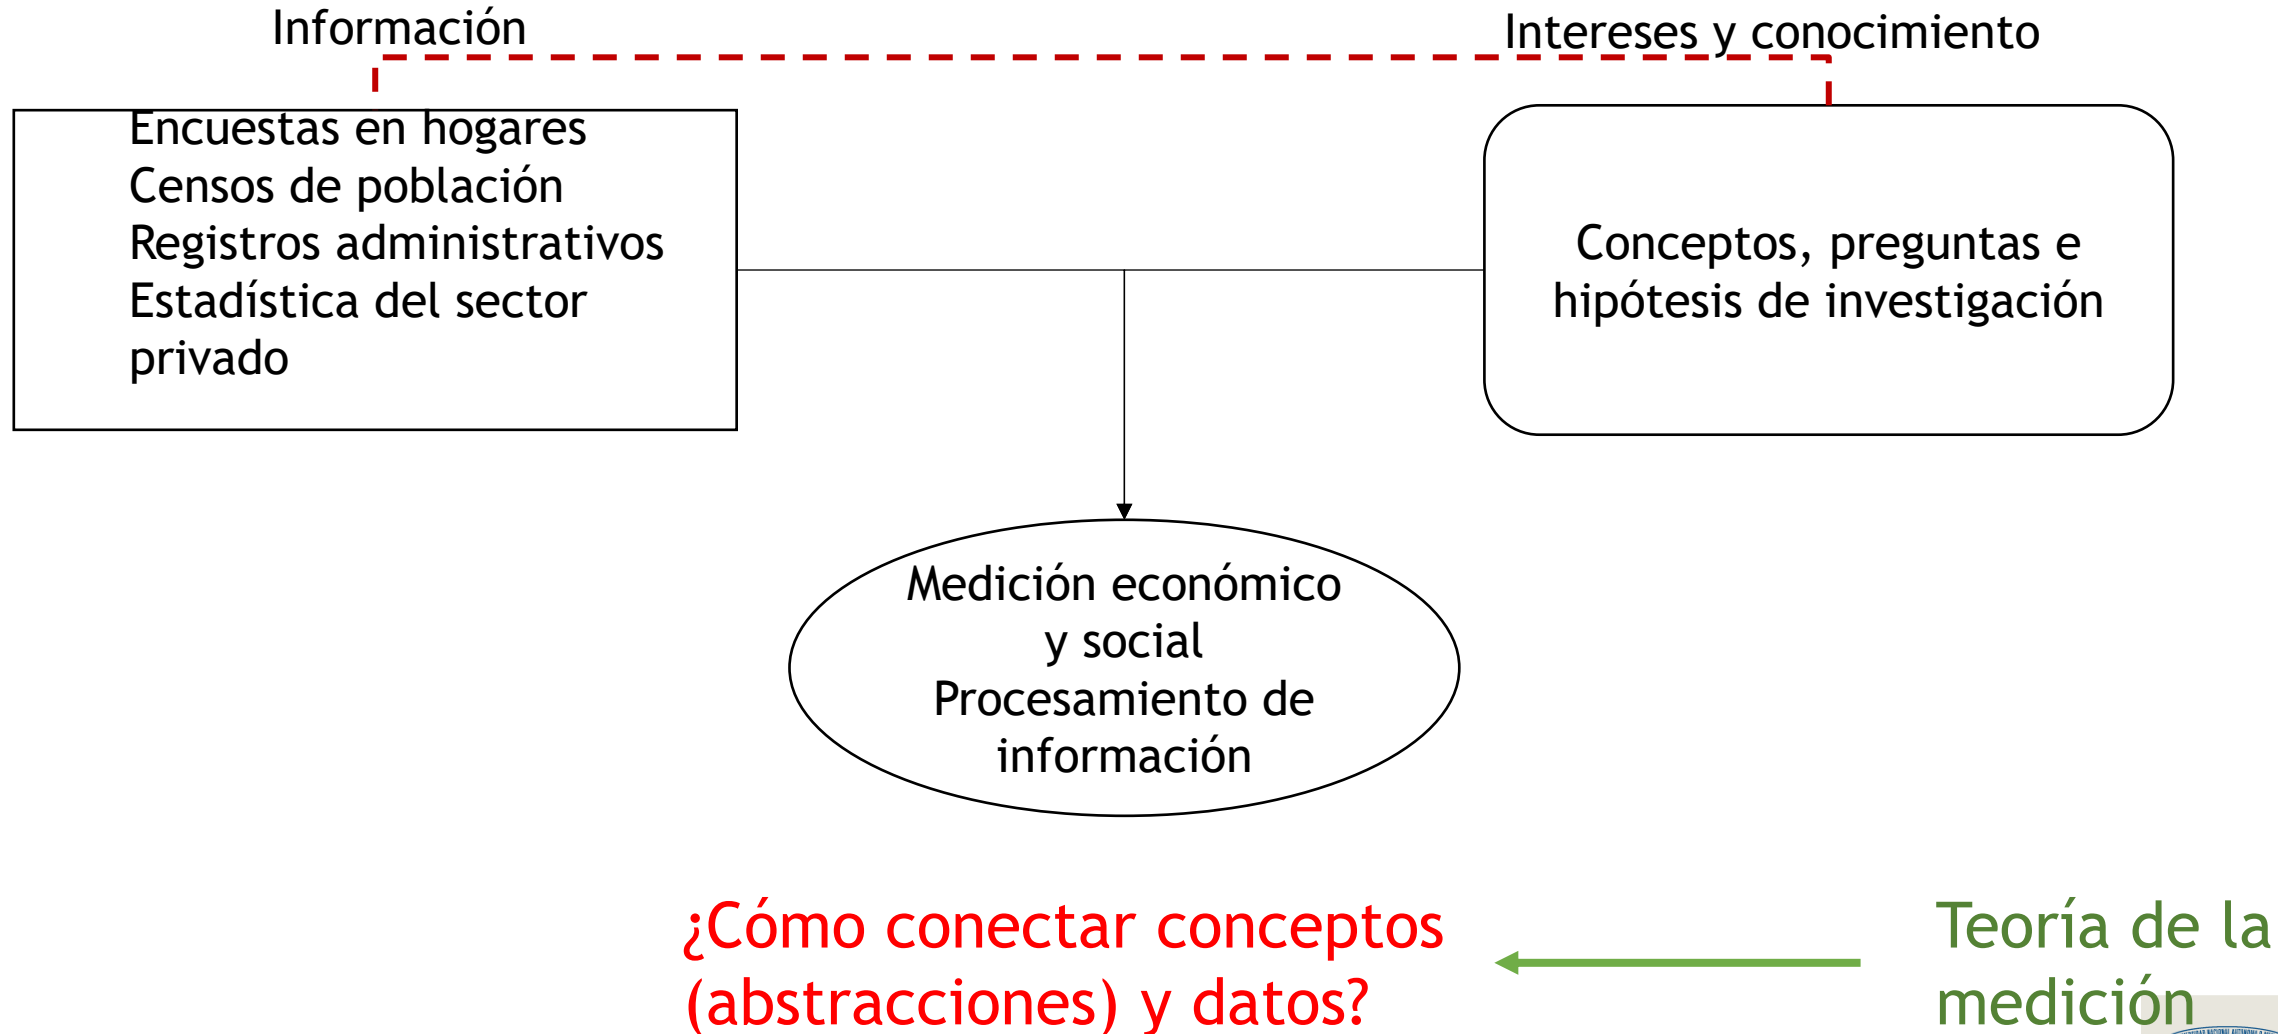 Información
Intereses y conocimiento
Encuestas en hogares
Censos de población
Registros administrativos
Estadística del sector
privado
Conceptos, preguntas e
hipótesis de investigación
Medición económico
y social
Procesamiento de
información
¿Cómo conectar conceptos
(abstracciones) y datos?
Teoría de la
medición